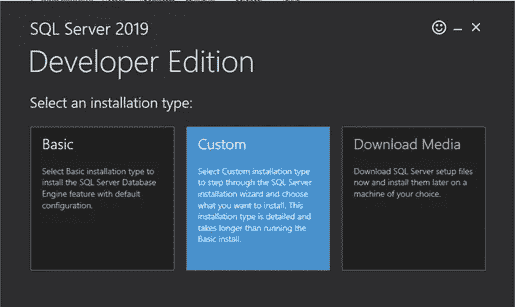 SQL Server 2019
Developer Edition
Select an installation type:
Basic
Select Basic installation type to
install the SQL Server Database
Engine feature with default
configuration.
Custom
Select Custom installation type
to step through the SQL Server
installation wizard and choose
what you want to install. This
installation type is detailed and
takes longer than running the
Basic install.
Download Media
Download SQL Server setup files
now and install them later on a
machine of your choice.